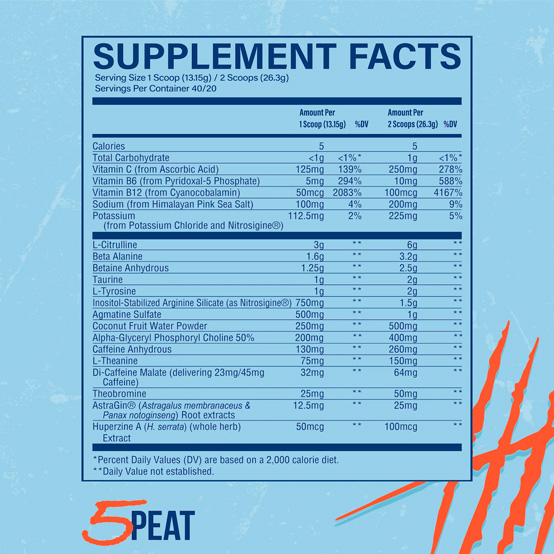 SUPPLEMENT FACTS
Serving Size 1 Scoop (13.15g) / 2 Scoops (26.3g)
Servings Per Container 40/20
Amount Per Amount Per
1 Scoop (13.15g) %DV 2 Scoops (26.3g) %DV
Calories 5 5
Total Carbohydrate <1g <1%* 1g <1%*
Vitamin C (from Ascorbic Acid) 125mg 139% 250mg 278%
Vitamin B6 (from Pyridoxal-5 Phosphate) 5mg 294% 10mg 588%
Vitamin B12 (from Cyanocobalamin) 50mcg 2083% 100mcg 4167%
Sodium (from Himalayan Pink Sea Salt) 100mg 4% 200mg 9%
Potassium 112.5mg 2% 225mg 5%
(from Potassium Chloride and Nitrosigine®)
L-Citrulline 3g ** 6g **
Beta Alanine 1.6g ** 3.2g **
Betaine Anhydrous 1.25g ** 2.5g **
Taurine 1g ** 2g **
L-Tyrosine 1g ** 2g **
Inositol-Stabilized Arginine Silicate (as Nitrosigine®) 750mg ** 1.5g **
Agmatine Sulfate 500mg ** 1g **
Coconut Fruit Water Powder 250mg ** 500mg **
Alpha-Glyceryl Phosphoryl Choline 50% 200mg ** 400mg **
Caffeine Anhydrous 130mg ** 260mg **
L-Theanine 75mg ** 150mg **
Di-Caffeine Malate (delivering 23mg/45mg 32mg ** 64mg **
Caffeine)
Theobromine 25mg ** 50mg **
AstraGin® (Astragalus membranaceus & 12.5mg ** 25mg **
Panax notoginseng) Root extracts
Huperzine A (H. serrata) (whole herb) 50mcg ** 100mcg **
Extract
*Percent Daily Values (DV) are based on a 2,000 calorie diet.
**Daily Value not established.
5PEAT